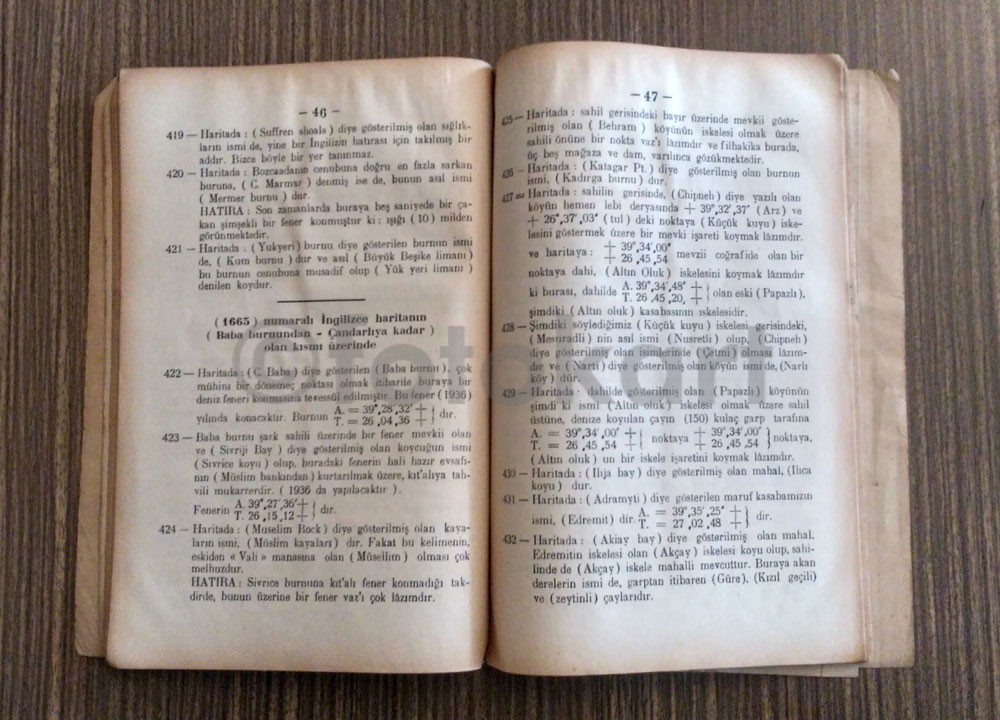 — 46 —
419 — Haritada : ( Suffren shoals ) diye gösterilmiş olan sığlık-
ların ismi de, yine bir İngilizin hatırası için takılmış bir
addır. Bizce böyle bir yer tanınmaz.
420 — Haritada : Bozcaadanın cenubuna doğru en fazla sarkan
buruna, ( C. Marmar ) denmiş ise de, bunun asıl ismi
( Mermer burnu ) dur.
HATIRA : Son zamanlarda buraya beş saniyede bir ça-
kan şimşekli bir fener konmuştur ki : ışığı ( 10 ) milden
görünmektedir.
421 — Haritada : ( Yukyeri ) burnu diye gösterilen burnun ismi
de, ( Kum burnu ) dur ve asıl ( Büyük Beşike limanı )
bu burnun cenubuna musadif olup ( Yük yeri limanı )
denilen koydur.
( 1665 ) numaralı İngilizce haritanın
( Baba burnundan - Çandarlıya kadar )
olan kısmı üzerinde
422 — Haritada : ( C. Baba ) diye gösterilen ( Baba burnu ), çok
mühim bir dönemeç noktası olmak itibarile buraya bir
deniz feneri konmasına teressül edilmiştir. Bu fener ( 1936 )
yılında konacaktır. Burnun A. = 39°,28',32" + / T. = 26 ,04 ,36 + } dır.
423 — Baba burnu şark sahili üzerinde bir fener mevkii olan
ve ( Sivriji Bay ) diye gösterilmiş olan koycuğun ismi
( Sivrice koyu ) olup, buradaki fenerin hali hazır evsafı-
nın ( Müslim bankından ) kurtarılmak üzere, kıt'alıya tah-
vili mukarrerdir. ( 1936 da yapılacaktır ).
Fenerin A. 39°,27',36" + / T. 26 ,15 ,12 + } dır.
424 — Haritada : ( Muselim Rock ) diye gösterilmiş olan kaya-
ların ismi, ( Müslim kayaları ) dır. Fakat bu kelimenin,
eskiden « Vali » manasına olan ( Müsellim ) olması çok
melhuzdur.
HATIRA : Sivrice burnuna kıt'alı fener konmadığı tak-
dirde, bunun üzerine bir fener vaz'ı çok lâzımdır.
— 47 —
425 — Haritada : sahil gerisindeki bayır üzerinde mevkii göste-
rilmiş olan ( Behram ) köyünün iskelesi olmak üzere
sahili önüne bir nokta vaz'ı lâzımdır ve filhakika burada,
üç beş mağaza ve dam, varılınca gözükmektedir.
426 — Haritada : ( Katagar Pt. ) diye gösterilmiş olan burnun
ismi, ( Kadırga burnu ) dur.
427 — Haritada : sahilin gerisinde, ( Chipneh ) diye yazılı olan
köyün hemen lebi deryasında + 39°,32',37" ( Arz ) ve
+ 26°,37',03" ( tul ) deki noktaya ( Küçük kuyu ) iske-
lesini göstermek üzere bir mevki işareti koymak lâzımdır.
ve haritaya : + 39°,34',00" / + 26 ,45 ,54 mevzii coğrafide olan bir
noktaya dahi, ( Altın Oluk ) iskelesini koymak lâzımdır
ki burası, dahilde A. 39°,34',48" + / T. 26 ,45 ,20, + } olan eski ( Papazlı ),
şimdiki ( Altın Oluk ) kasabasının iskelesidir.
428 — Şimdiki söylediğimiz ( Küçük kuyu ) iskelesi gerisindeki,
( Mesuradli ) nin asıl ismi ( Nusretli ) olup, ( Chipneh )
diye gösterilmiş olan isimlerinde ( Çetmi ) olması lâzım-
dır ve ( Narti ) diye gösterilmiş olan köyün ismi de, ( Narlı
köy ) dür.
429 — Haritada : dahilde gösterilmiş olan ( Papazlı ) köyünün
şimdi ki ismi ( Altın oluk ) iskelesi olmak üzere sahil
üstüne, denize koyulan çayın ( 150 ) kulaç garp tarafına
A. = 39°,34',00" + / T. = 26 ,45 ,54 + } noktaya + 39°,34',00" / + 26 ,45 ,54 } noktaya,
( Altın oluk ) un bir iskele işaretini koymak lâzımdır.
430 — Haritada : ( Ilıja bay ) diye gösterilmiş olan mahal, ( Ilıca
koyu ) dur.
431 — Haritada : ( Adramyti ) diye gösterilen maruf kasabamızın
ismi, ( Edremit ) dir. A. = 39°,35',25" + / T. = 27 ,02 ,48 + } dir.
432 — Haritada : ( Akiay bay ) diye gösterilmiş olan mahal,
Edremitin iskelesi olan ( Akçay ) iskelesi koyu olup, sahi-
linde de ( Akçay ) iskele mahalli mevcuttur. Buraya akan
derelerin ismi de, garptan itibaren ( Güre ), ( Kızıl geçili )
ve ( zeytinli ) çaylarıdır.